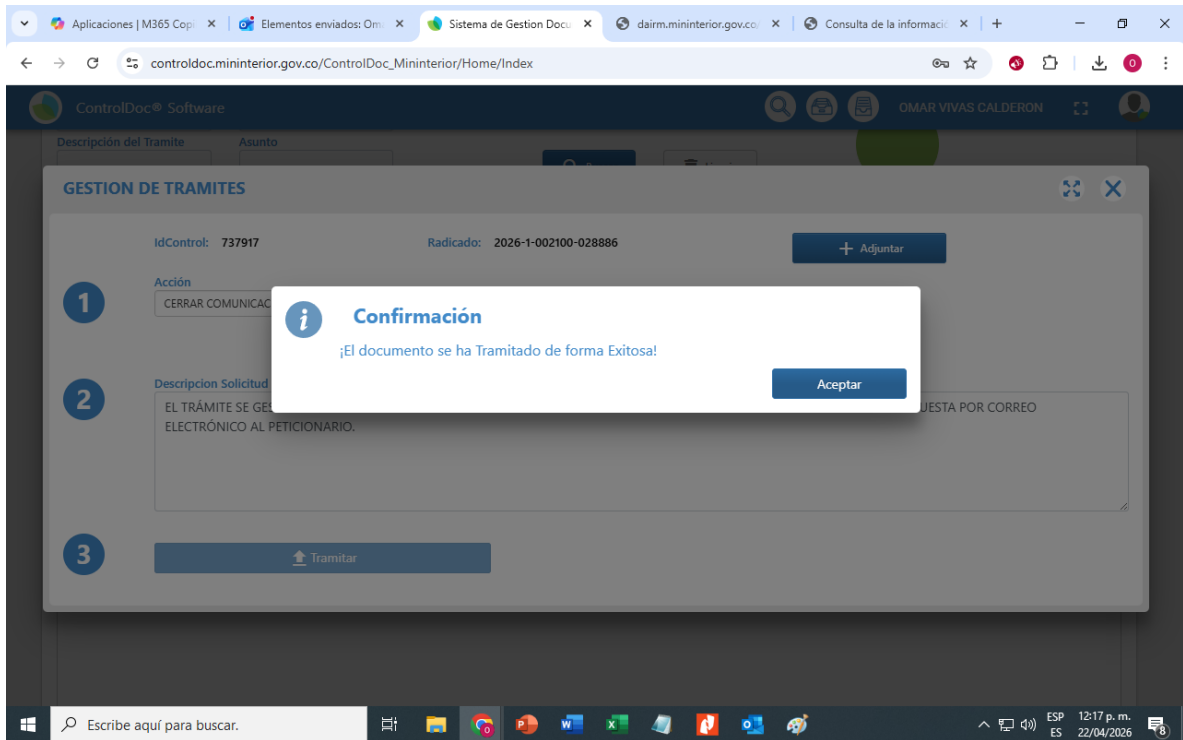 Aplicaciones | M365 Copi
Elementos enviados: Om
Sistema de Gestion Docu
dairm.mininterior.gov.co/
Consulta de la informació
controldoc.mininterior.gov.co/ControlDoc_Mininterior/Home/Index
O
ControlDoc® Software
OMAR VIVAS CALDERON
Descripción del Tramite Asunto
GESTION DE TRAMITES
IdControl: 737917 Radicado: 2026-1-002100-028886
+ Adjuntar
1
Acción
CERRAR COMUNICAC
i
Confirmación
¡El documento se ha Tramitado de forma Exitosa!
Aceptar
2
Descripcion Solicitud
EL TRÁMITE SE GES UESTA POR CORREO
ELECTRÓNICO AL PETICIONARIO.
3
Tramitar
Escribe aquí para buscar.
ESP
ES
12:17 p. m.
22/04/2026
8